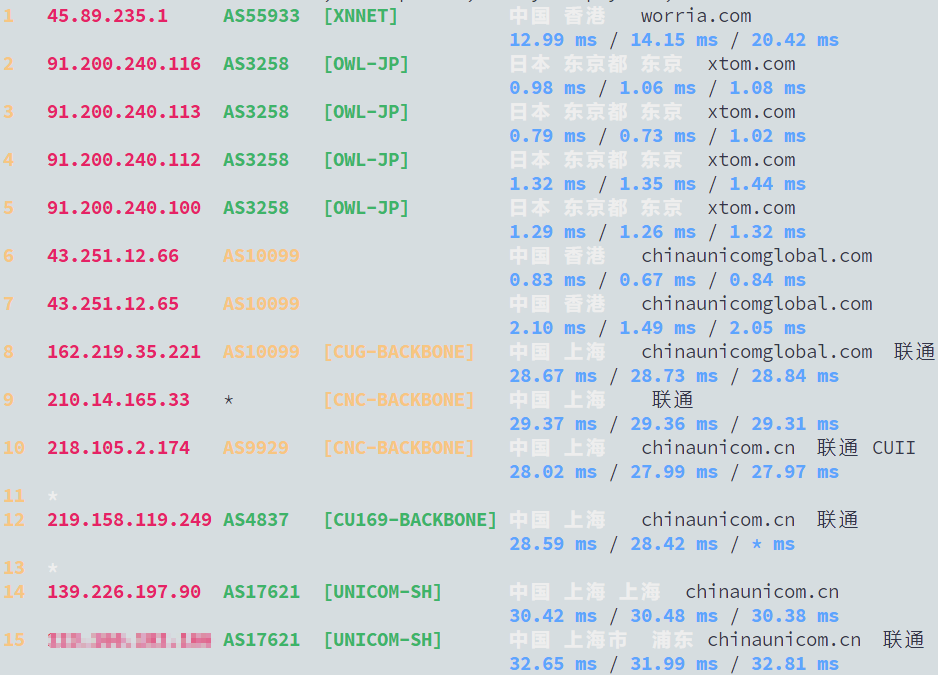 1 45.89.235.1 AS55933 [XNNET] 中国 香港 worria.com
12.99 ms / 14.15 ms / 20.42 ms
2 91.200.240.116 AS3258 [OWL-JP] 日本 东京都 东京 xtom.com
0.98 ms / 1.06 ms / 1.08 ms
3 91.200.240.113 AS3258 [OWL-JP] 日本 东京都 东京 xtom.com
0.79 ms / 0.73 ms / 1.02 ms
4 91.200.240.112 AS3258 [OWL-JP] 日本 东京都 东京 xtom.com
1.32 ms / 1.35 ms / 1.44 ms
5 91.200.240.100 AS3258 [OWL-JP] 日本 东京都 东京 xtom.com
1.29 ms / 1.26 ms / 1.32 ms
6 43.251.12.66 AS10099 中国 香港 chinaunicomglobal.com
0.83 ms / 0.67 ms / 0.84 ms
7 43.251.12.65 AS10099 中国 香港 chinaunicomglobal.com
2.10 ms / 1.49 ms / 2.05 ms
8 162.219.35.221 AS10099 [CUG-BACKBONE] 中国 上海 chinaunicomglobal.com 联通
28.67 ms / 28.73 ms / 28.84 ms
9 210.14.165.33 * [CNC-BACKBONE] 中国 上海 联通
29.37 ms / 29.36 ms / 29.31 ms
10 218.105.2.174 AS9929 [CNC-BACKBONE] 中国 上海 chinaunicom.cn 联通 CUII
28.02 ms / 27.99 ms / 27.97 ms
11 *
12 219.158.119.249 AS4837 [CU169-BACKBONE] 中国 上海 chinaunicom.cn 联通
28.59 ms / 28.42 ms / * ms
13 *
14 139.226.197.90 AS17621 [UNICOM-SH] 中国 上海 上海 chinaunicom.cn
30.42 ms / 30.48 ms / 30.38 ms
15 AS17621 [UNICOM-SH] 中国 上海市 浦东 chinaunicom.cn 联通
32.65 ms / 31.99 ms / 32.81 ms